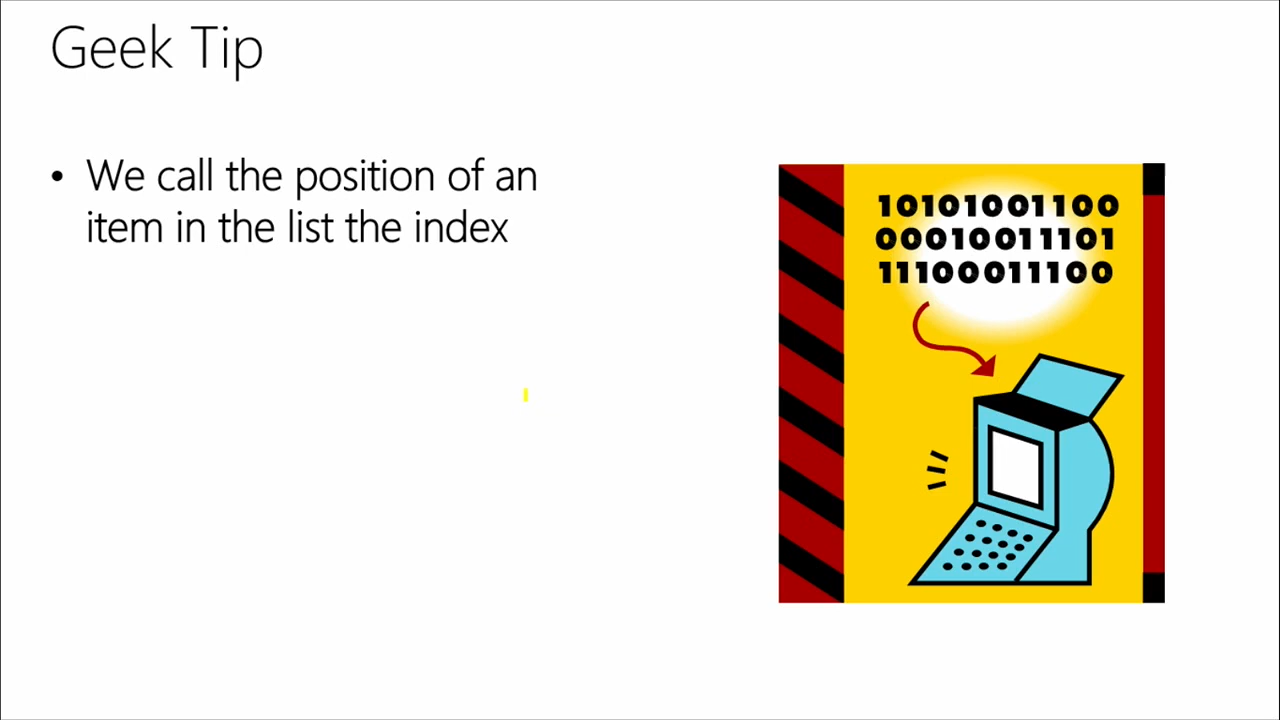 Geek Tip
• We call the position of an
item in the list the index
10101001100
00010011101
11100011100